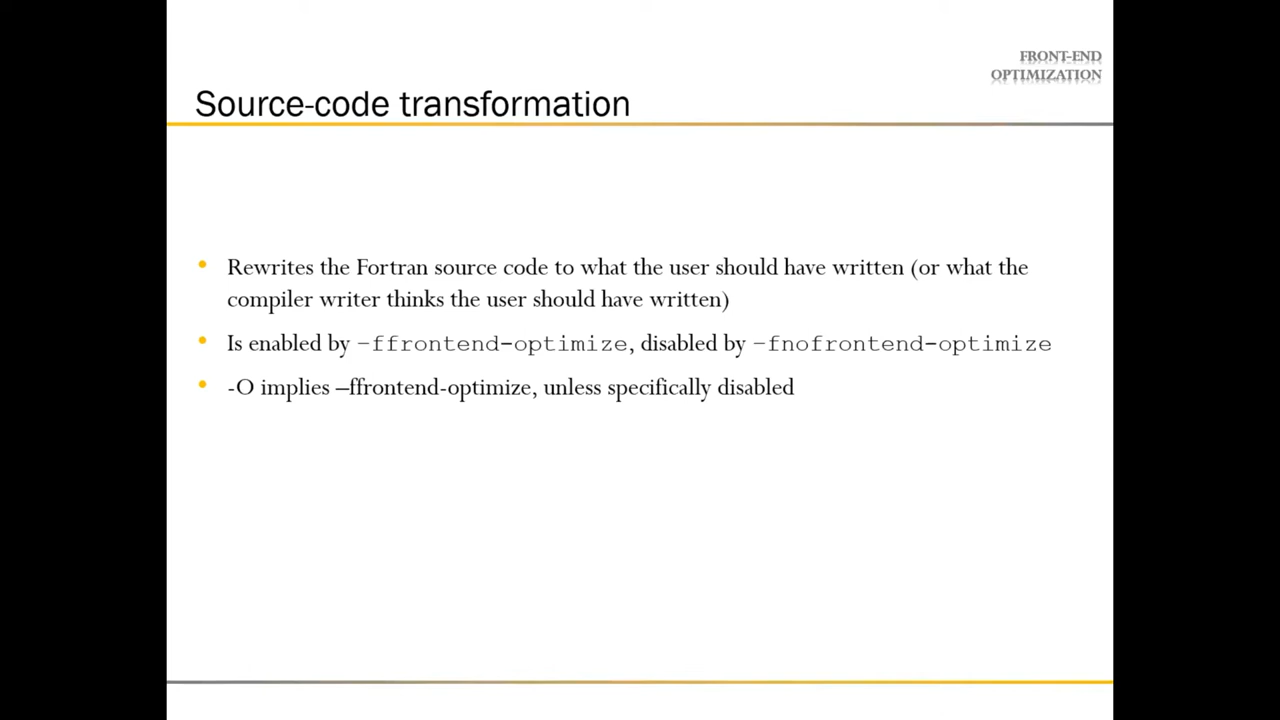 FRONT-END
OPTIMIZATION
Source-code transformation
• Rewrites the Fortran source code to what the user should have written (or what the
compiler writer thinks the user should have written)
• Is enabled by –ffrontend-optimize, disabled by –fnofrontend-optimize
• -O implies –ffrontend-optimize, unless specifically disabled